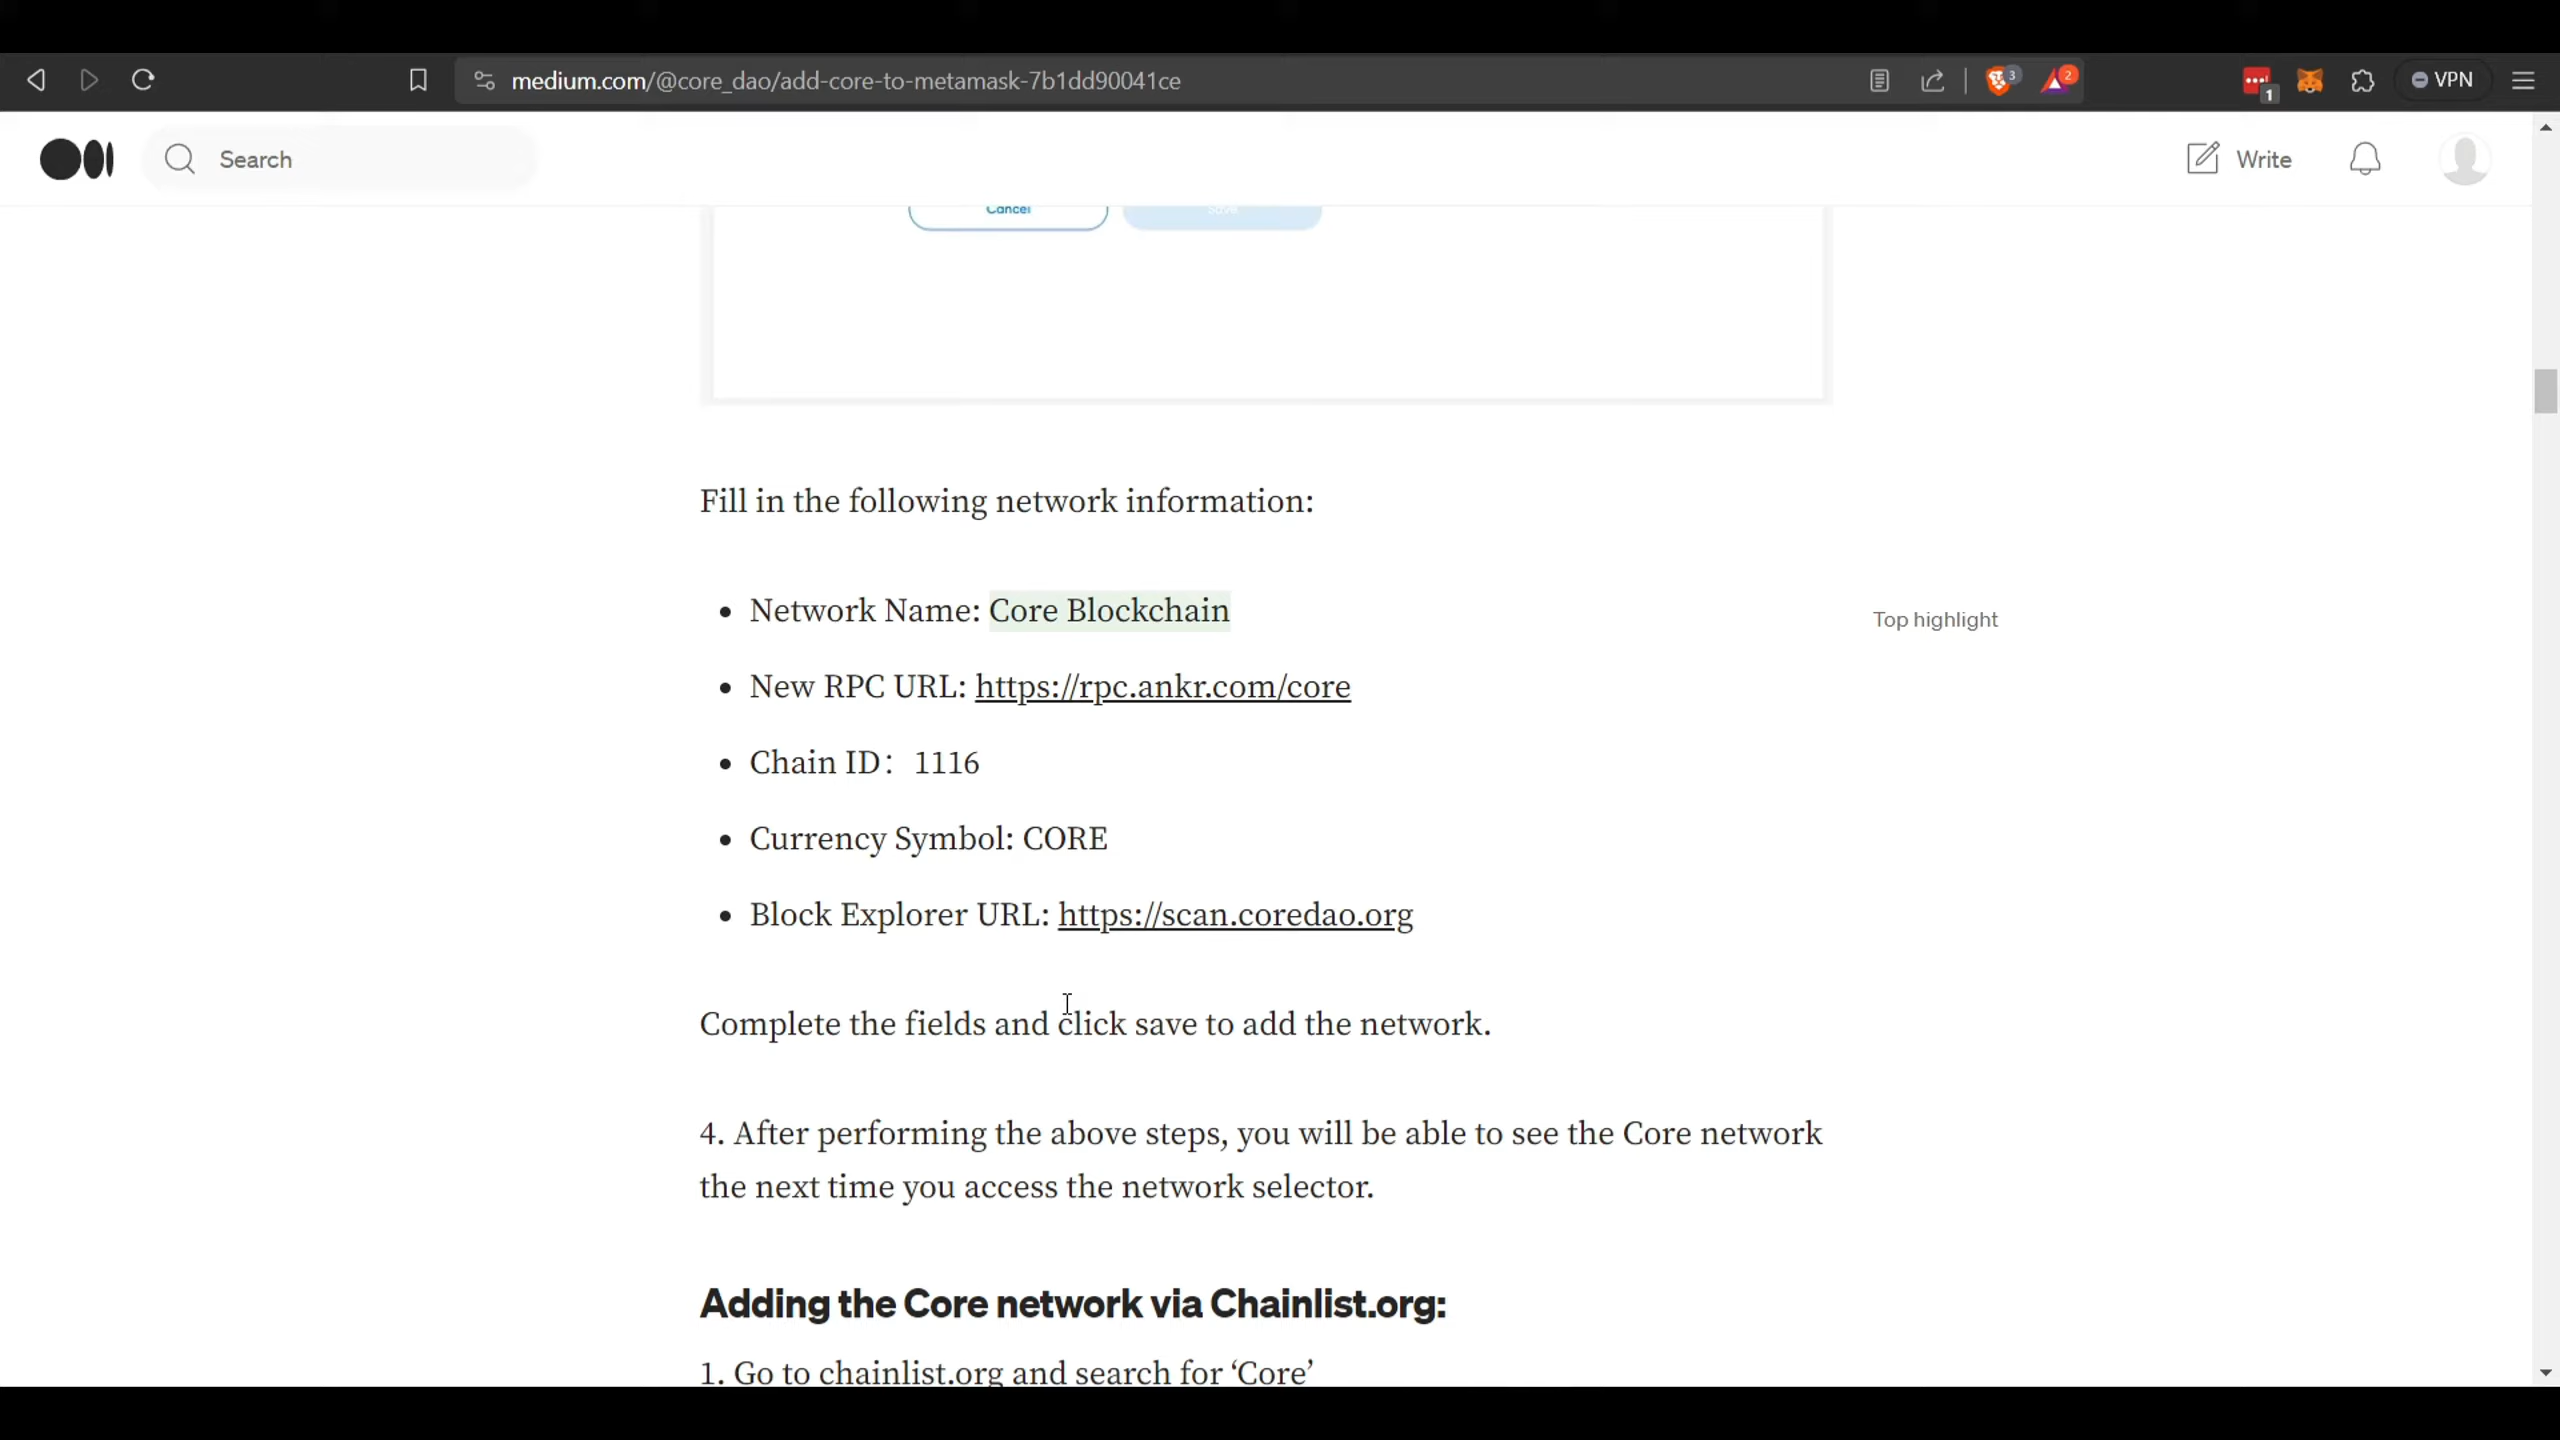 medium.com/@core_dao/add-core-to-metamask-7b1dd90041ce
3
2
1
VPN
Search
Write
Cancel
Save
Fill in the following network information:
• Network Name: Core Blockchain
Top highlight
• New RPC URL: https://rpc.ankr.com/core
• Chain ID： 1116
• Currency Symbol: CORE
• Block Explorer URL: https://scan.coredao.org
Complete the fields and click save to add the network.
4. After performing the above steps, you will be able to see the Core network
the next time you access the network selector.
Adding the Core network via Chainlist.org:
1. Go to chainlist.org and search for ‘Core’